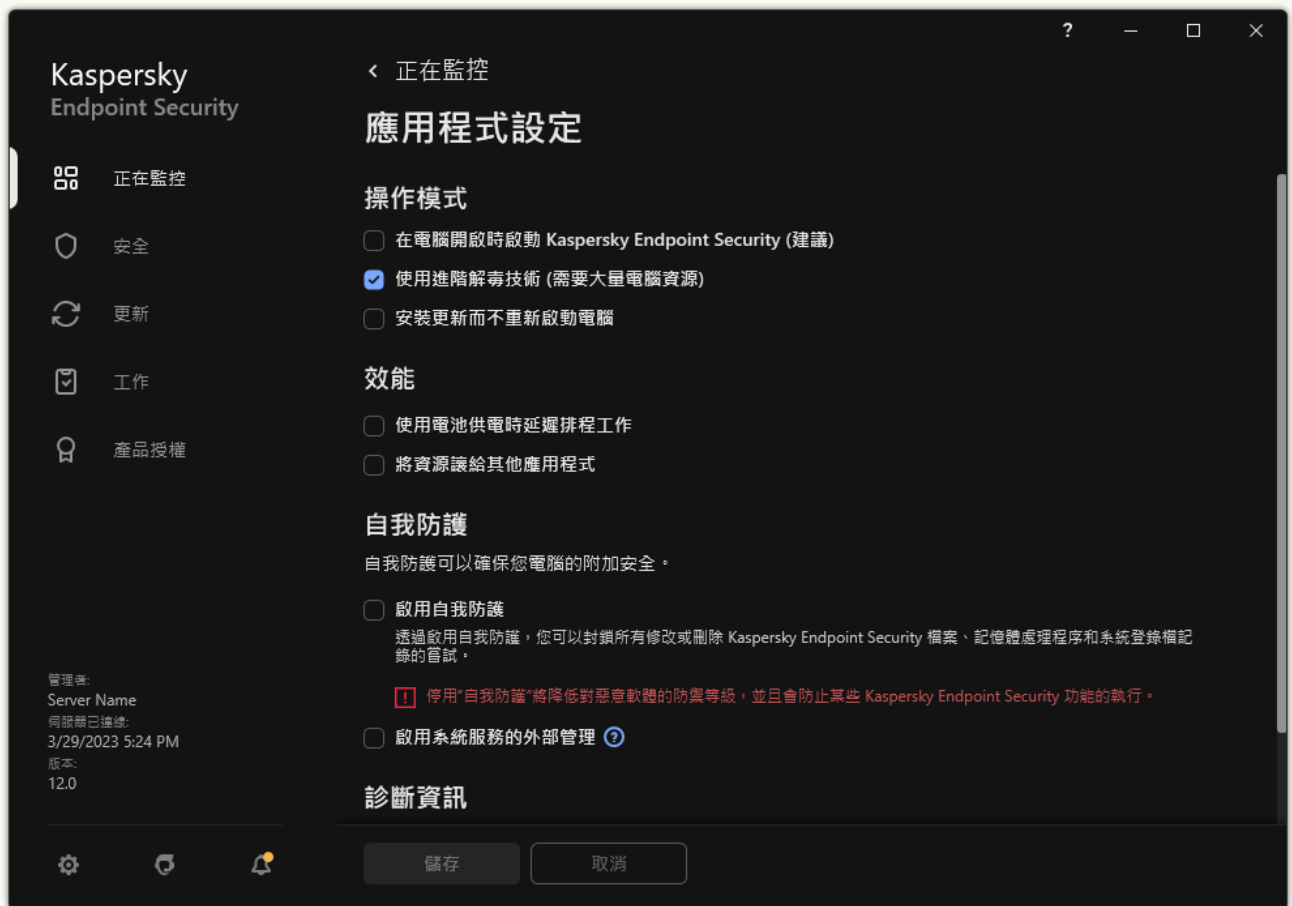 ?
Kaspersky
Endpoint Security
正在監控
安全
更新
工作
產品授權
管理者:
Server Name
伺服器已連線:
3/29/2023 5:24 PM
版本:
12.0
正在監控
應用程式設定
操作模式
在電腦開啟時啟動 Kaspersky Endpoint Security (建議)
使用進階解毒技術 (需要大量電腦資源)
安裝更新而不重新啟動電腦
效能
使用電池供電時延遲排程工作
將資源讓給其他應用程式
自我防護
自我防護可以確保您電腦的附加安全。
啟用自我防護
透過啟用自我防護，您可以封鎖所有修改或刪除 Kaspersky Endpoint Security 檔案、記憶體處理程序和系統登錄檔記
錄的嘗試。
停用"自我防護"將降低對惡意軟體的防禦等級，並且會防止某些 Kaspersky Endpoint Security 功能的執行。
啟用系統服務的外部管理 ?
診斷資訊
儲存
取消